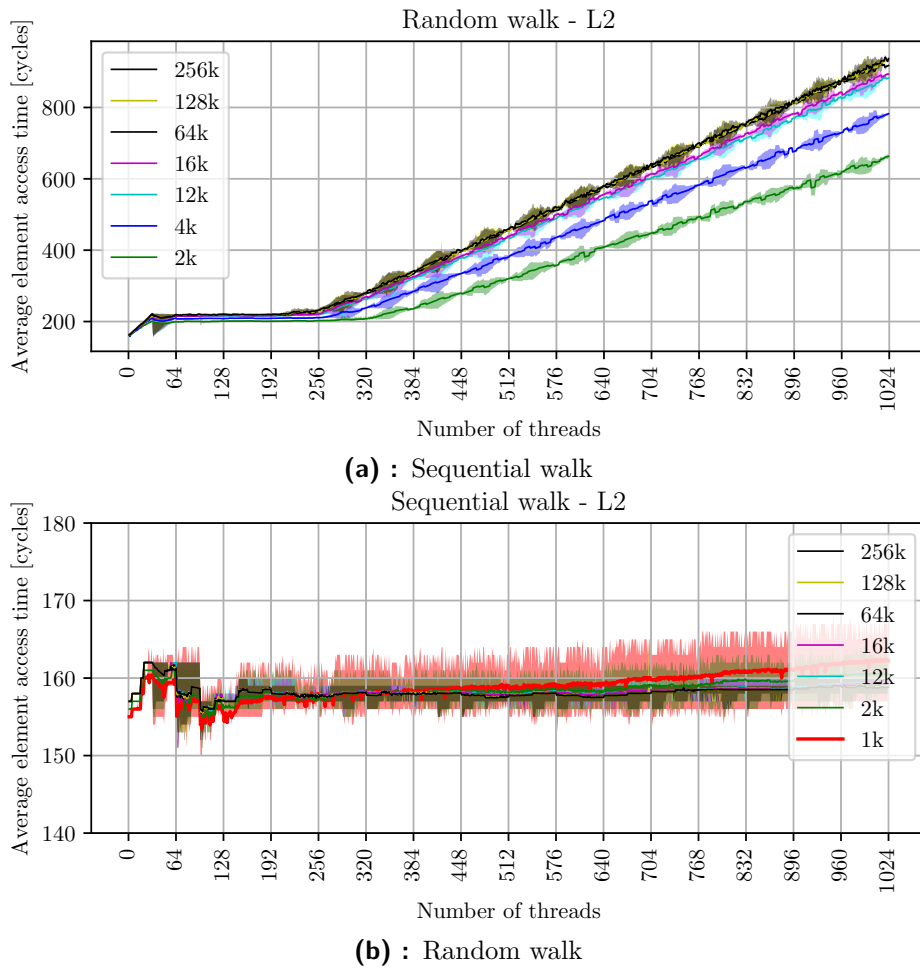 Random walk - L2
Average element access time [cycles]
800
600
400
200
256k
128k
64k
16k
12k
4k
2k
0 64 128 192 256 320 384 448 512 576 640 704 768 832 896 960 1024
Number of threads
(a) : Sequential walk
Sequential walk - L2
Average element access time [cycles]
180
170
160
150
140
256k
128k
64k
16k
12k
2k
1k
0 64 128 192 256 320 384 448 512 576 640 704 768 832 896 960 1024
Number of threads
(b) : Random walk